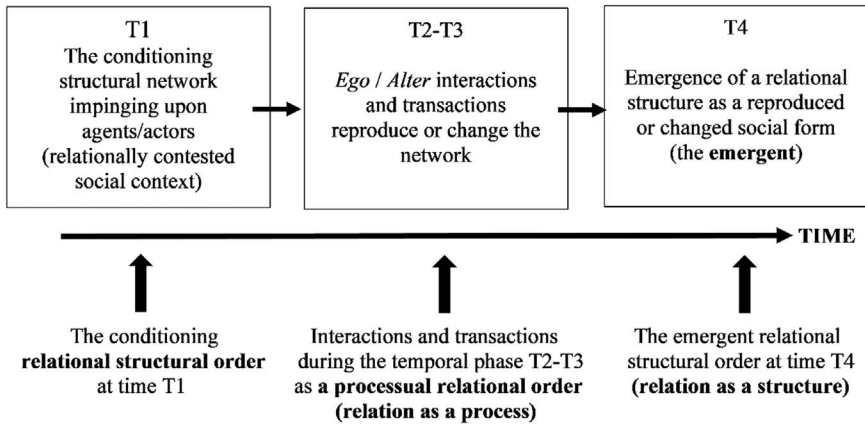 T1
The conditioning
structural network
impinging upon
agents/actors
(relationally contested
social context)
T2-T3
Ego / Alter interactions
and transactions
reproduce or change the
network
T4
Emergence of a relational
structure as a reproduced
or changed social form
(the emergent)
TIME
The conditioning
relational structural order
at time T1
Interactions and transactions
during the temporal phase T2-T3
as a processual relational order
(relation as a process)
The emergent relational
structural order at time T4
(relation as a structure)